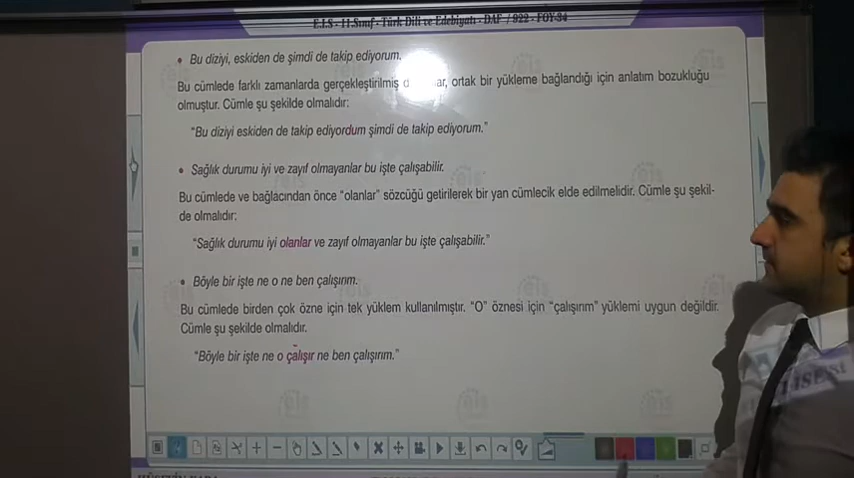 E.I.S - 11.Sınıf - Türk Dili ve Edebiyatı - DAF / 922 - FÖY-34
• Bu diziyi, eskiden de şimdi de takip ediyorum.
Bu cümlede farklı zamanlarda gerçekleştirilmiş ortak bir yükleme bağlandığı için anlatım bozukluğu
olmuştur. Cümle şu şekilde olmalıdır:
“Bu diziyi eskiden de takip ediyordum şimdi de takip ediyorum.”
• Sağlık durumu iyi ve zayıf olmayanlar bu işte çalışabilir.
Bu cümlede ve bağlacından önce “olanlar” sözcüğü getirilerek bir yan cümlecik elde edilmelidir. Cümle şu şekil-
de olmalıdır:
“Sağlık durumu iyi olanlar ve zayıf olmayanlar bu işte çalışabilir.”
• Böyle bir işte ne o ne ben çalışırım.
Bu cümlede birden çok özne için tek yüklem kullanılmıştır. “O” öznesi için “çalışırım” yüklemi uygun değildir.
Cümle şu şekilde olmalıdır.
“Böyle bir işte ne o çalışır ne ben çalışırım.”